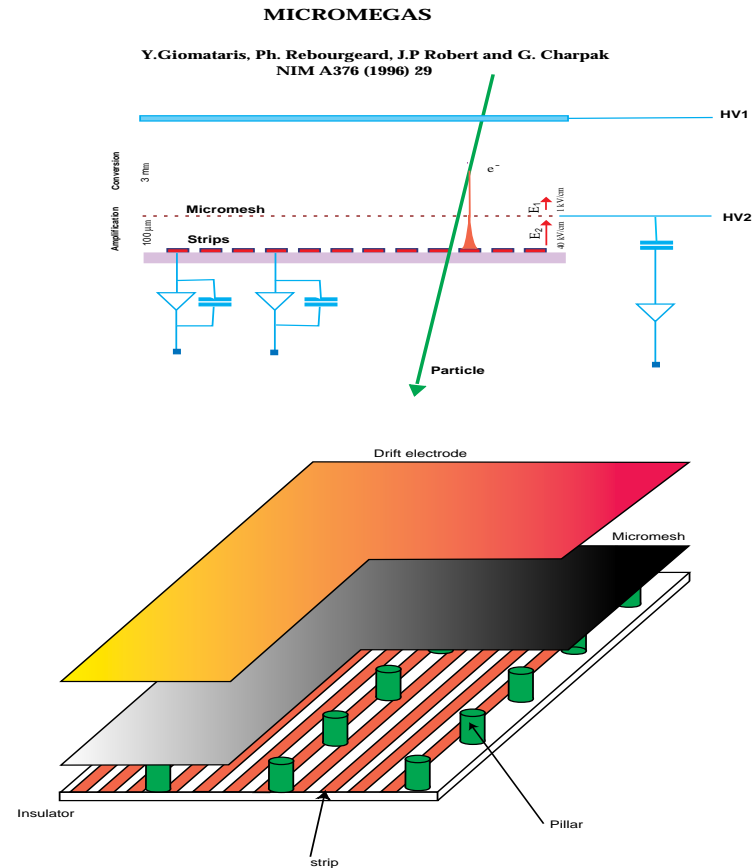 MICROMEGAS
Y.Giomataris, Ph. Rebourgeard, J.P Robert and G. Charpak
NIM A376 (1996) 29
HV1
Conversion
3 mm
e⁻
Micromesh
E₁
1 kV/cm
HV2
Amplification
100 µm
Strips
E₂
40 kV/cm
Particle
Drift electrode
Micromesh
Insulator
Pillar
strip